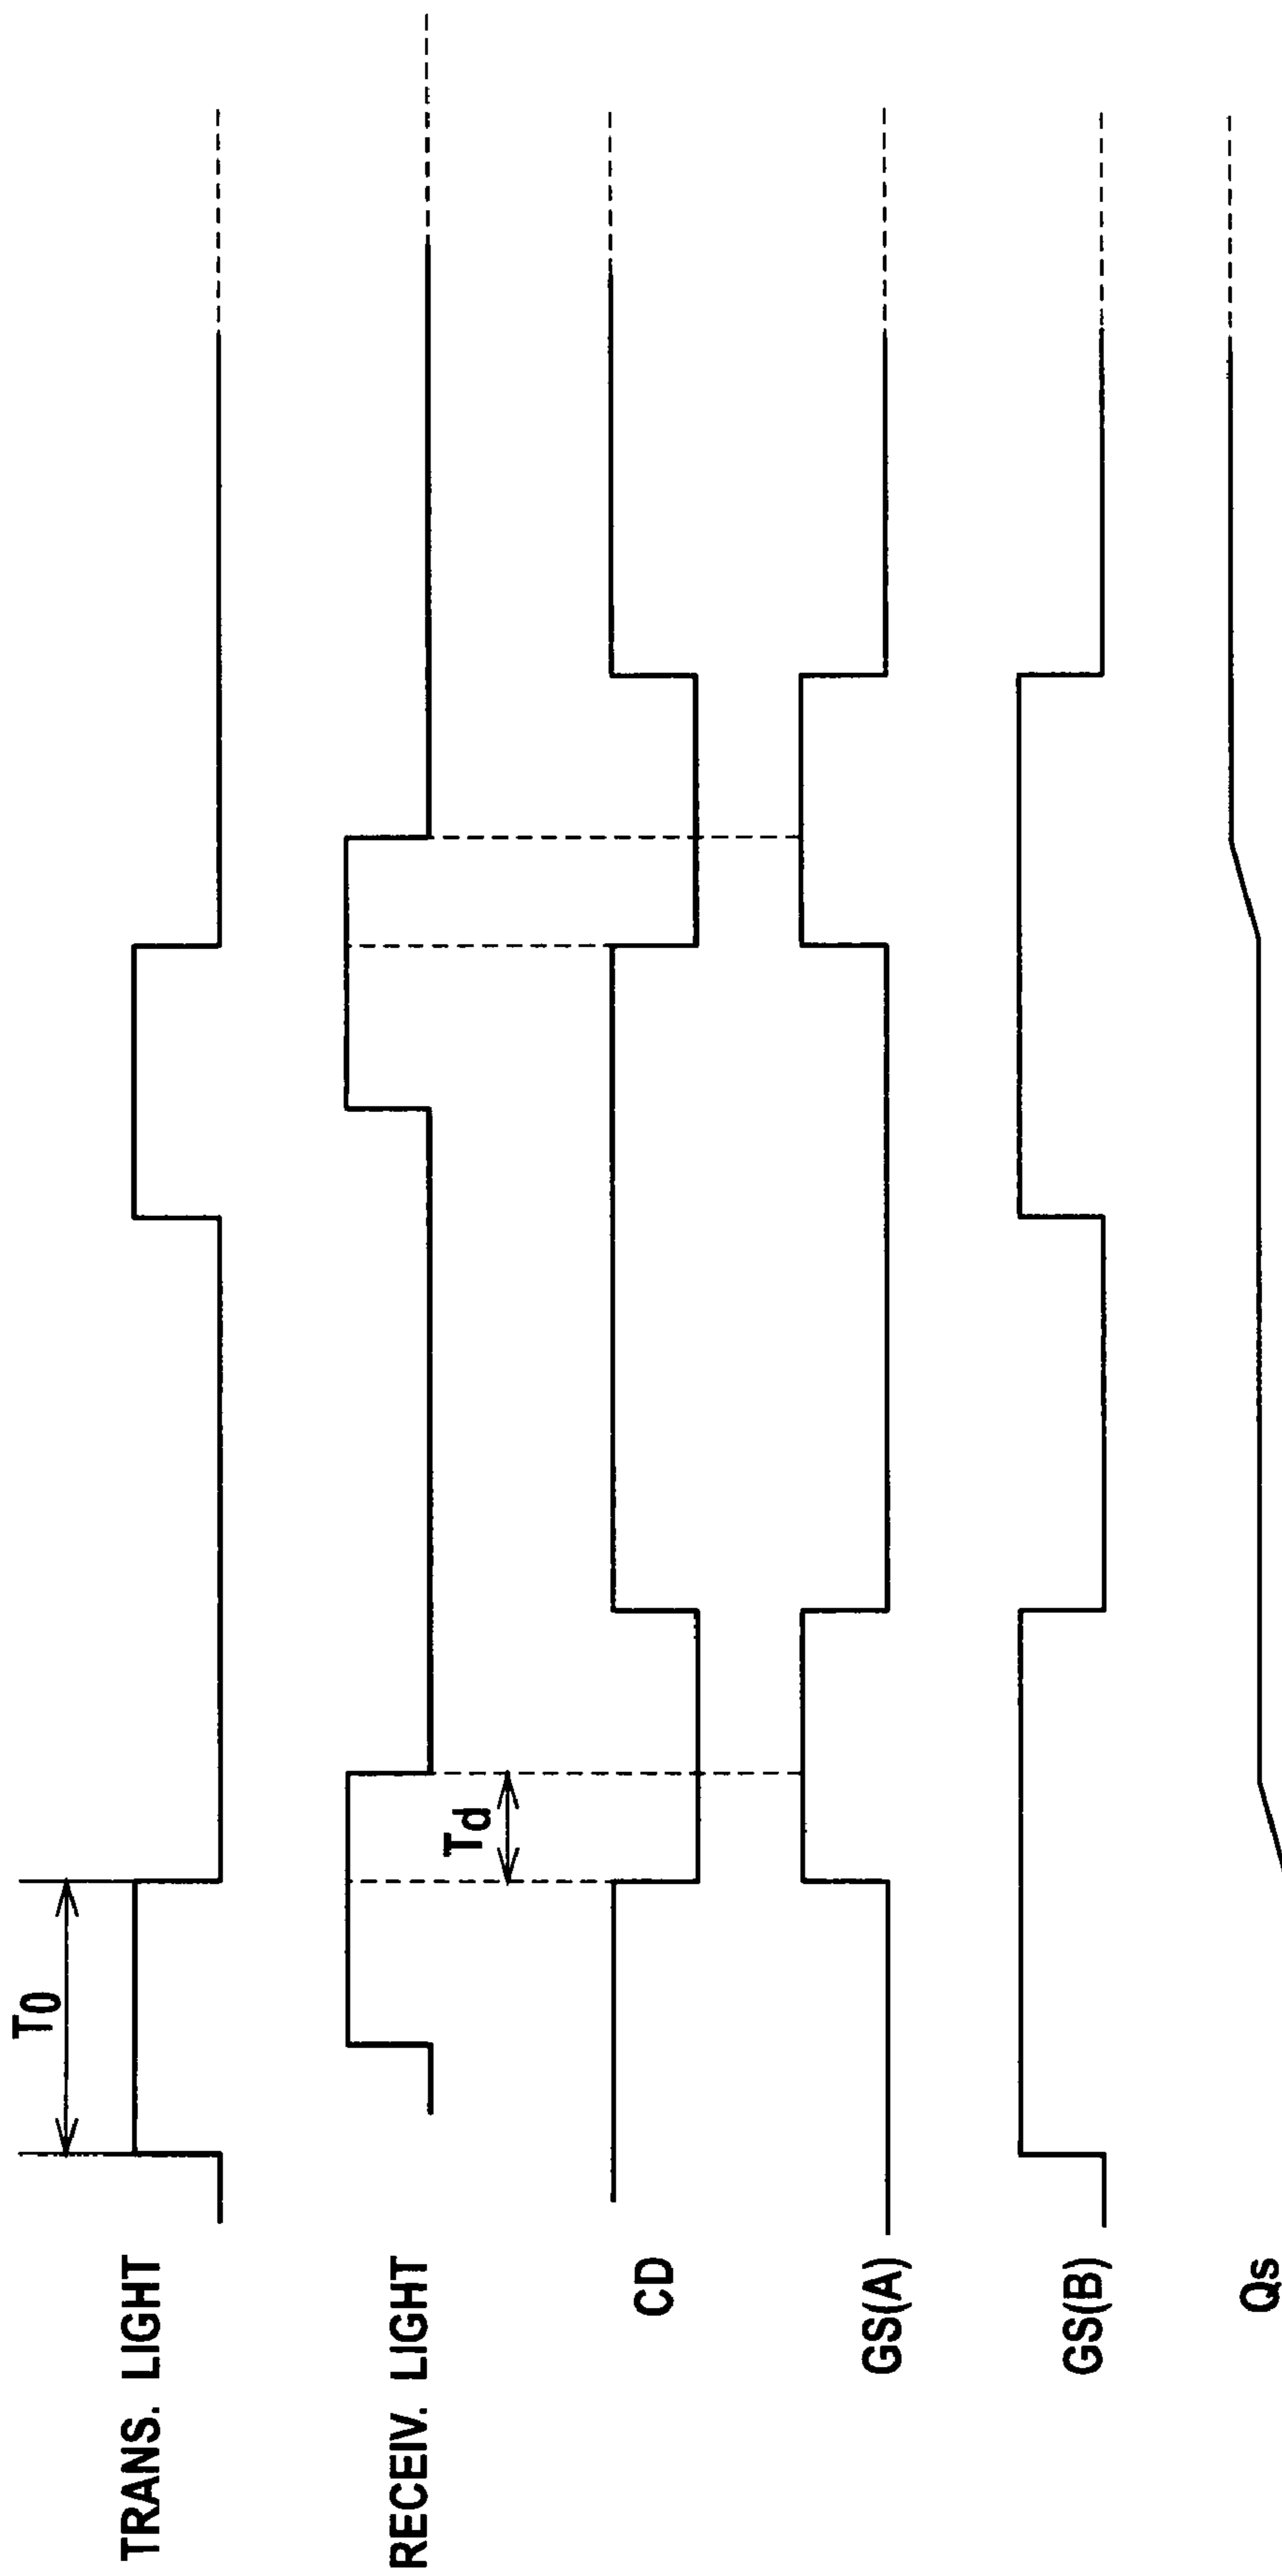 T0
TRANS. LIGHT
RECEIV. LIGHT
Td
CD
GS(A)
GS(B)
Qs